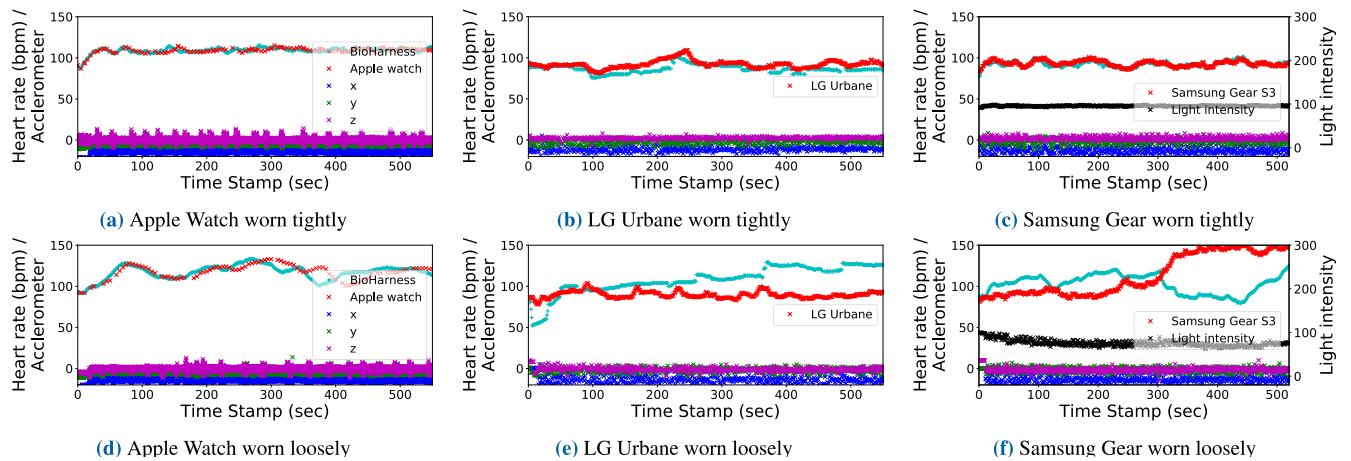 Heart rate (bpm) /
Acclerometer
150
100
50
0
BioHarness
Apple watch
x
y
z
0 100 200 300 400 500
Time Stamp (sec)
(a) Apple Watch worn tightly
Heart rate (bpm) /
Acclerometer
150
100
50
0
LG Urbane
0 100 200 300 400 500
Time Stamp (sec)
(b) LG Urbane worn tightly
Heart rate (bpm) /
Acclerometer
150
100
50
0
Samsung Gear S3
Light intensity
300
200
100
0
Light intensity
0 100 200 300 400 500
Time Stamp (sec)
(c) Samsung Gear worn tightly
Heart rate (bpm) /
Acclerometer
150
100
50
0
BioHarness
Apple watch
x
y
z
0 100 200 300 400 500
Time Stamp (sec)
(d) Apple Watch worn loosely
Heart rate (bpm) /
Acclerometer
150
100
50
0
LG Urbane
0 100 200 300 400 500
Time Stamp (sec)
(e) LG Urbane worn loosely
Heart rate (bpm) /
Acclerometer
150
100
50
0
Samsung Gear S3
Light intensity
300
200
100
0
Light intensity
0 100 200 300 400 500
Time Stamp (sec)
(f) Samsung Gear worn loosely